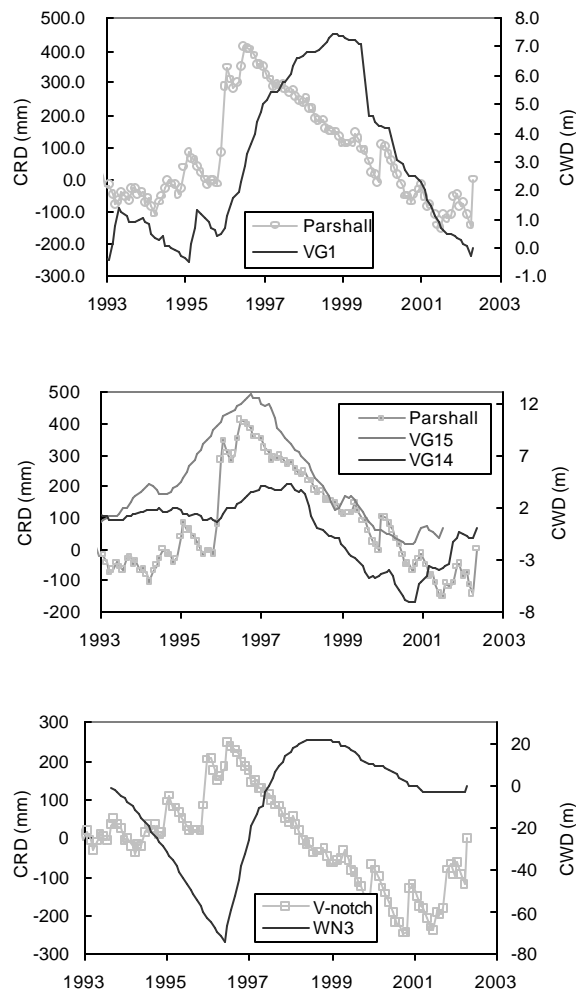 500.0 8.0
400.0 7.0
300.0 6.0
200.0 5.0
100.0 4.0
0.0 3.0
-100.0 2.0
-200.0 1.0
-300.0 0.0
-1.0
CRD (mm)
CWD (m)
Parshall
VG1
1993 1995 1997 1999 2001 2003
500 12
400 7
300 2
200 -3
100 -8
0
-100
-200
CRD (mm)
CWD (m)
Parshall
VG15
VG14
1993 1995 1997 1999 2001 2003
300 20
200 0
100 -20
0 -40
-100 -60
-200 -80
-300
CRD (mm)
CWD (m)
V-notch
WN3
1993 1995 1997 1999 2001 2003